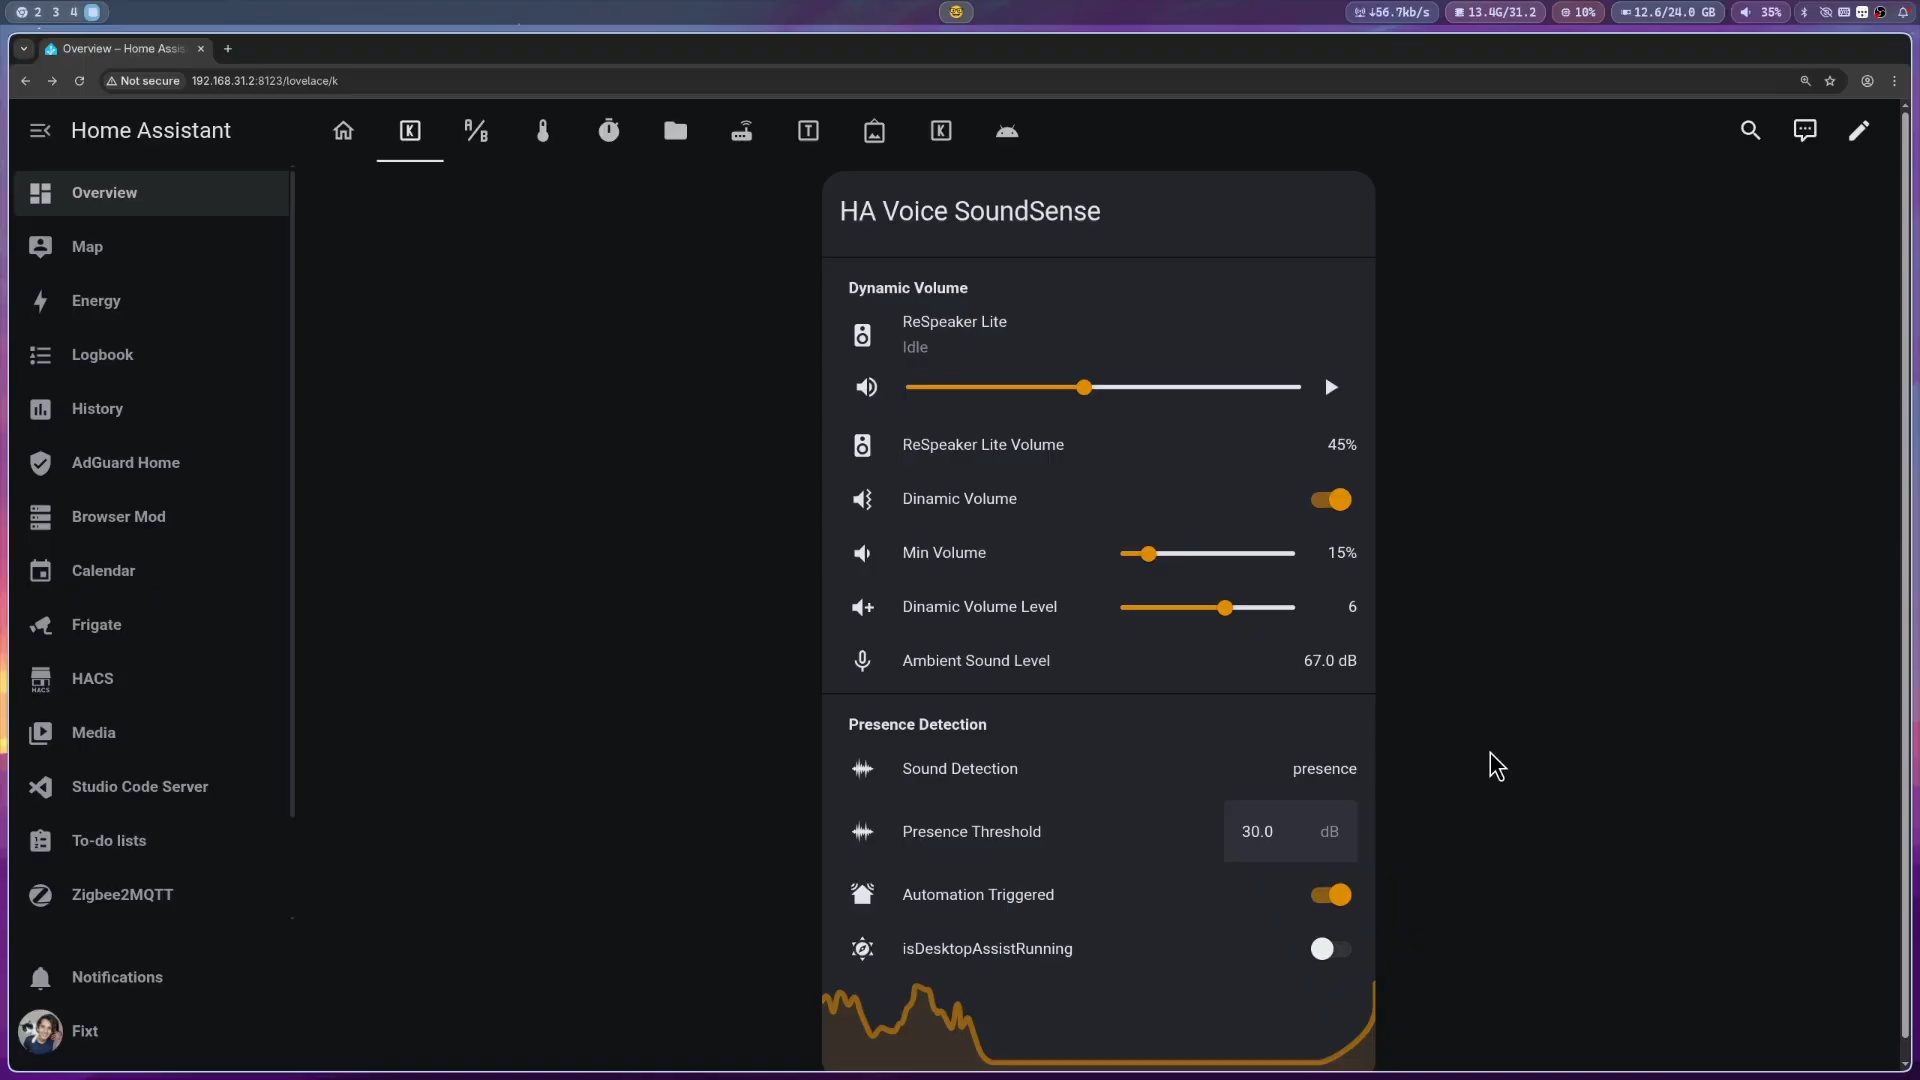 2 3 4
↓56.7kb/s
13.4G/31.2
10%
12.6/24.0 GB
35%
Overview – Home Assis
Not secure
192.168.31.2:8123/lovelace/k
Home Assistant
K
A/B
T
K
Overview
Map
Energy
Logbook
History
AdGuard Home
Browser Mod
Calendar
Frigate
HACS
HACS
Media
Studio Code Server
To-do lists
Zigbee2MQTT
Notifications
Fixt
HA Voice SoundSense
Dynamic Volume
ReSpeaker Lite
Idle
ReSpeaker Lite Volume 45%
Dinamic Volume
Min Volume 15%
Dinamic Volume Level 6
Ambient Sound Level 67.0 dB
Presence Detection
Sound Detection presence
Presence Threshold 30.0 dB
Automation Triggered
isDesktopAssistRunning